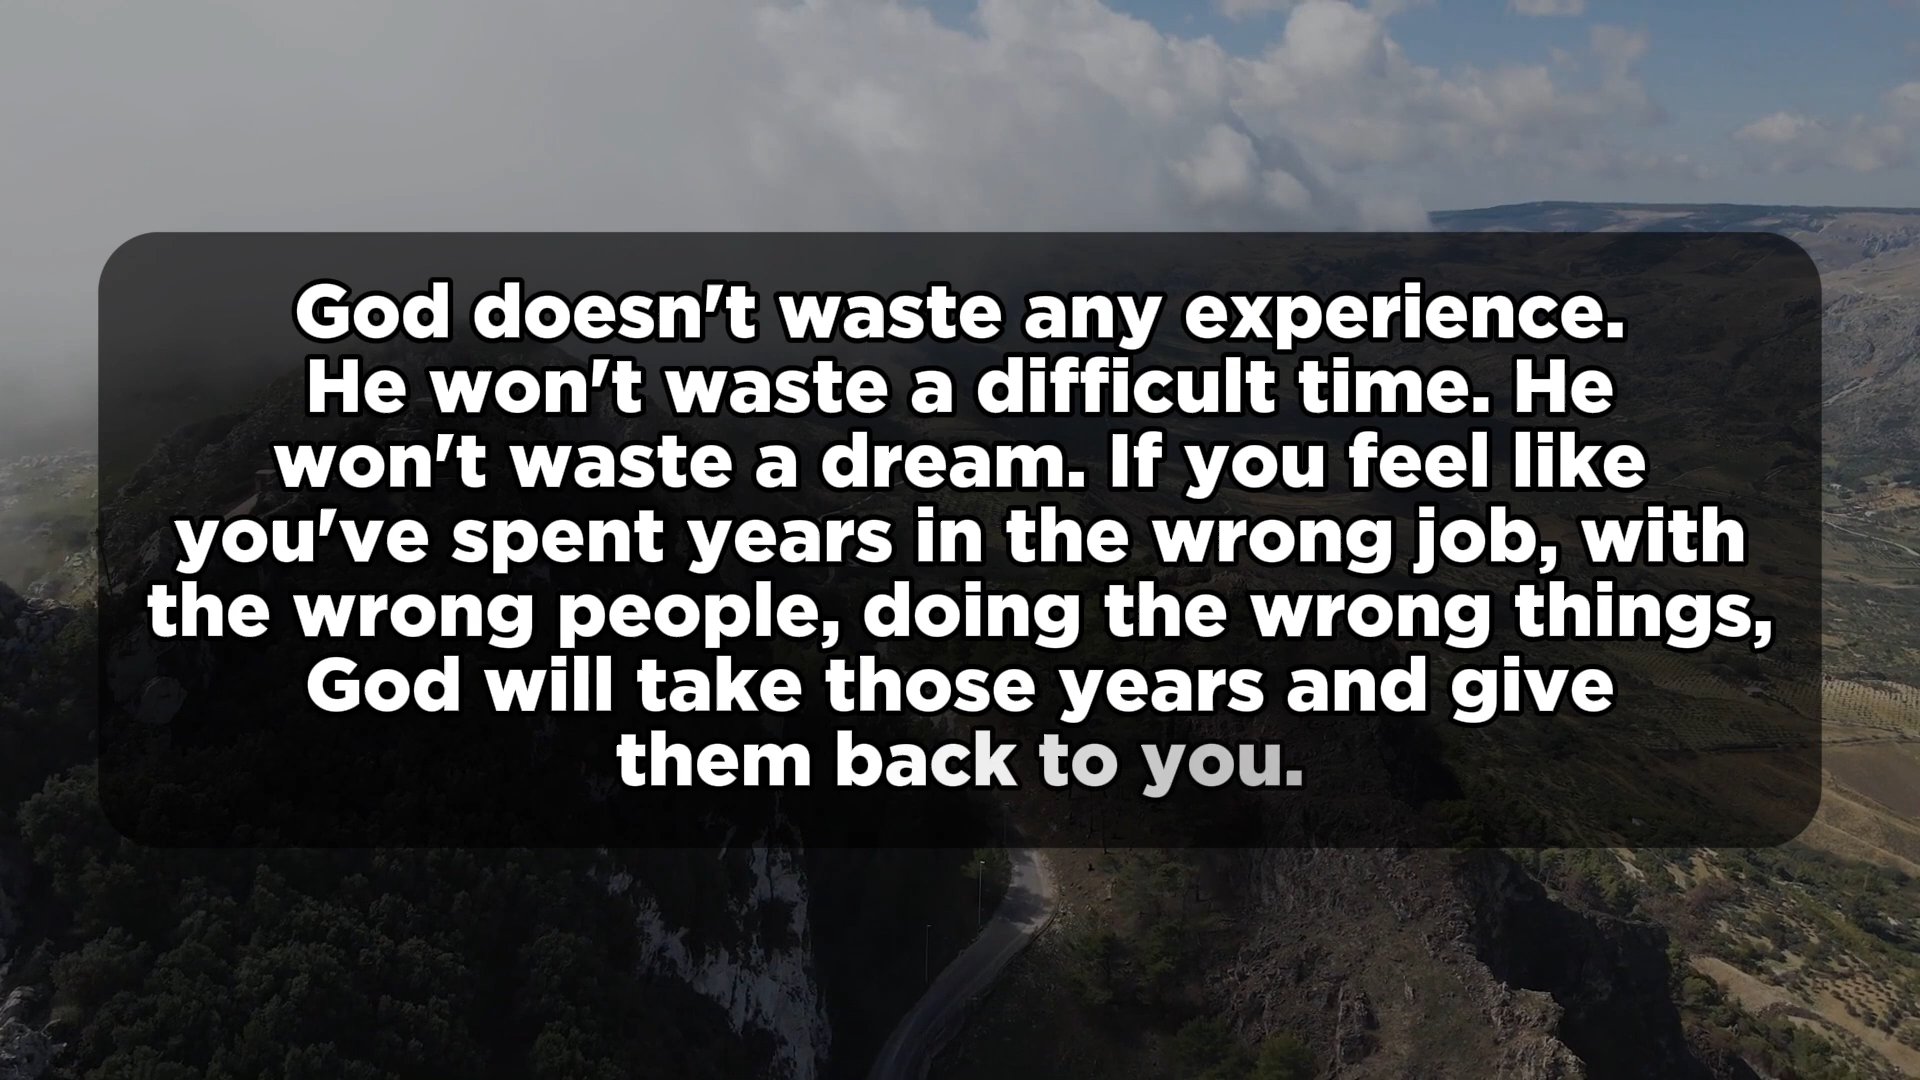 God doesn't waste any experience.
He won't waste a difficult time. He
won't waste a dream. If you feel like
you've spent years in the wrong job, with
the wrong people, doing the wrong things,
God will take those years and give
them back to you.